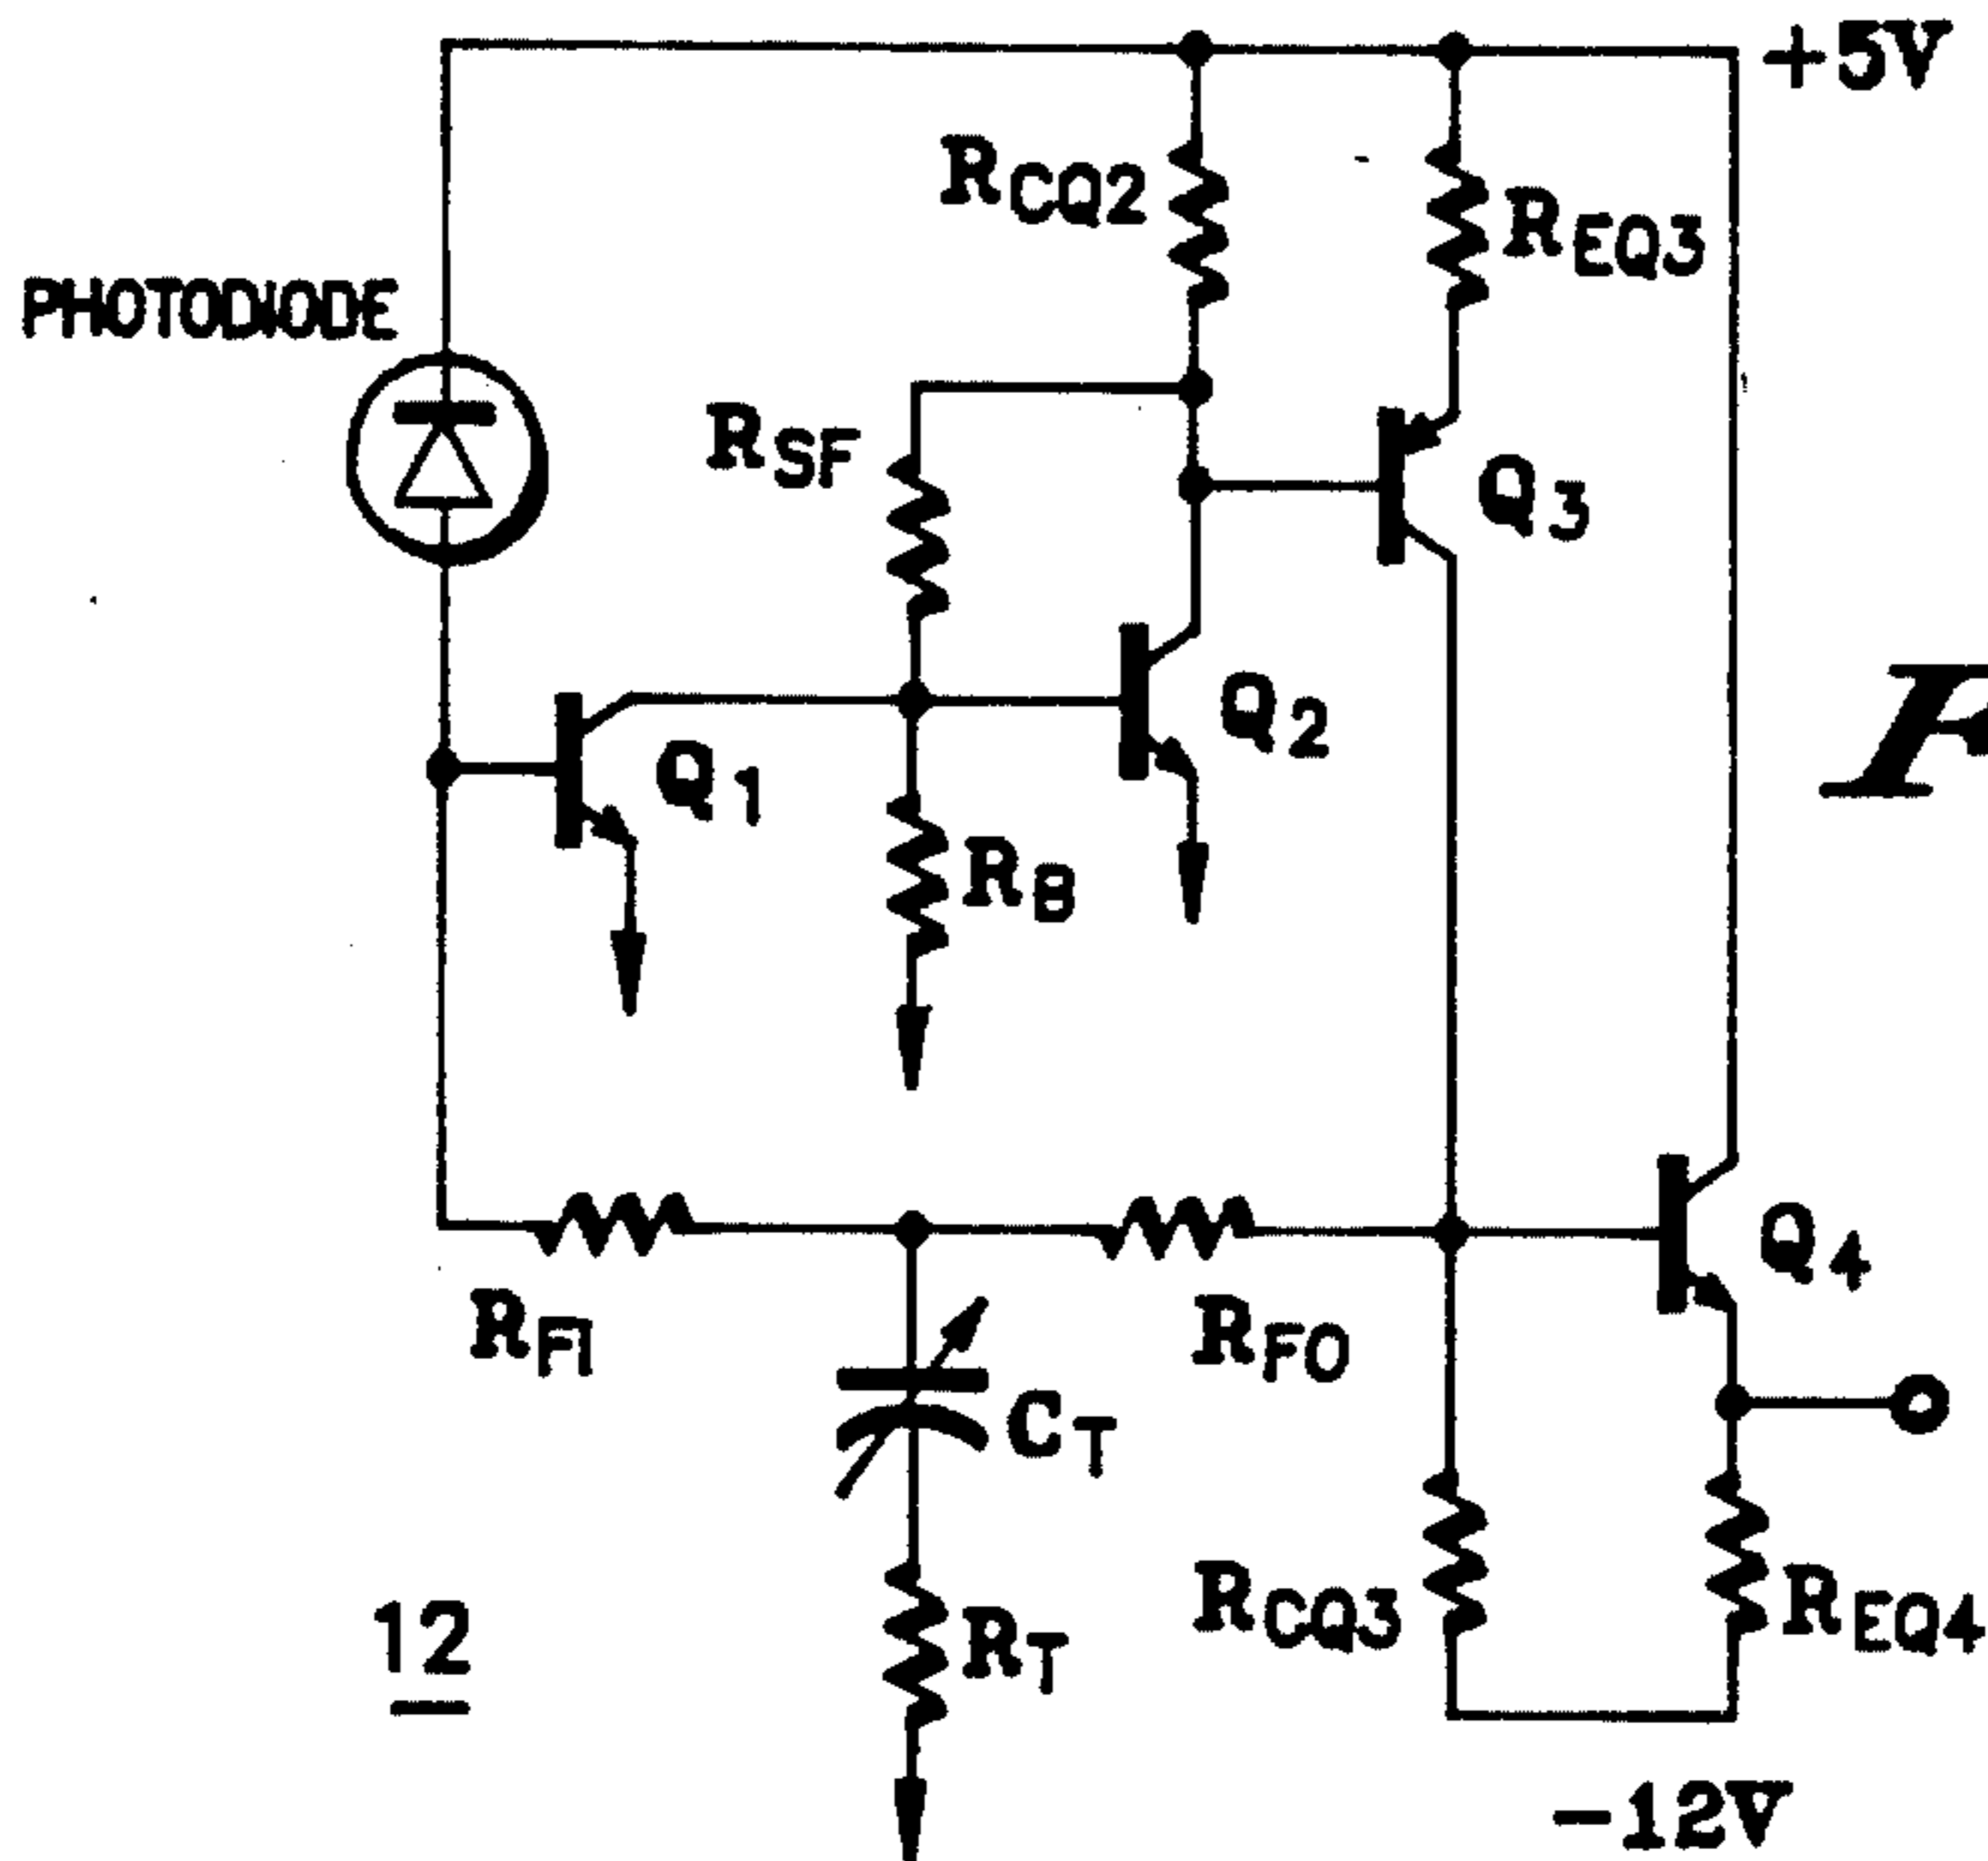 +5V
RCQ2
REQ3
PHOTODIODE
RSF
Q3
Q2
Q1
RB
Q4
RFI
RFO
CT
RCQ3
REQ4
RT
12
-12V